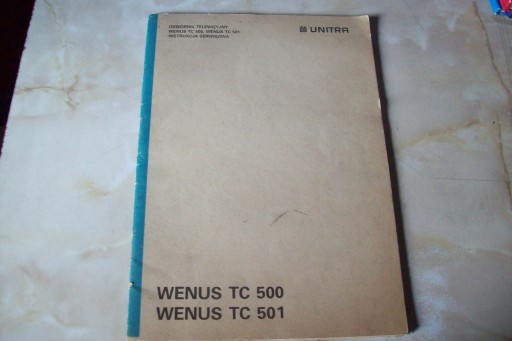 ODBIORNIK TELEWIZYJNY
WENUS TC 500, WENUS TC 501
INSTRUKCJA SERWISOWA
UNITRA
WENUS TC 500
WENUS TC 501